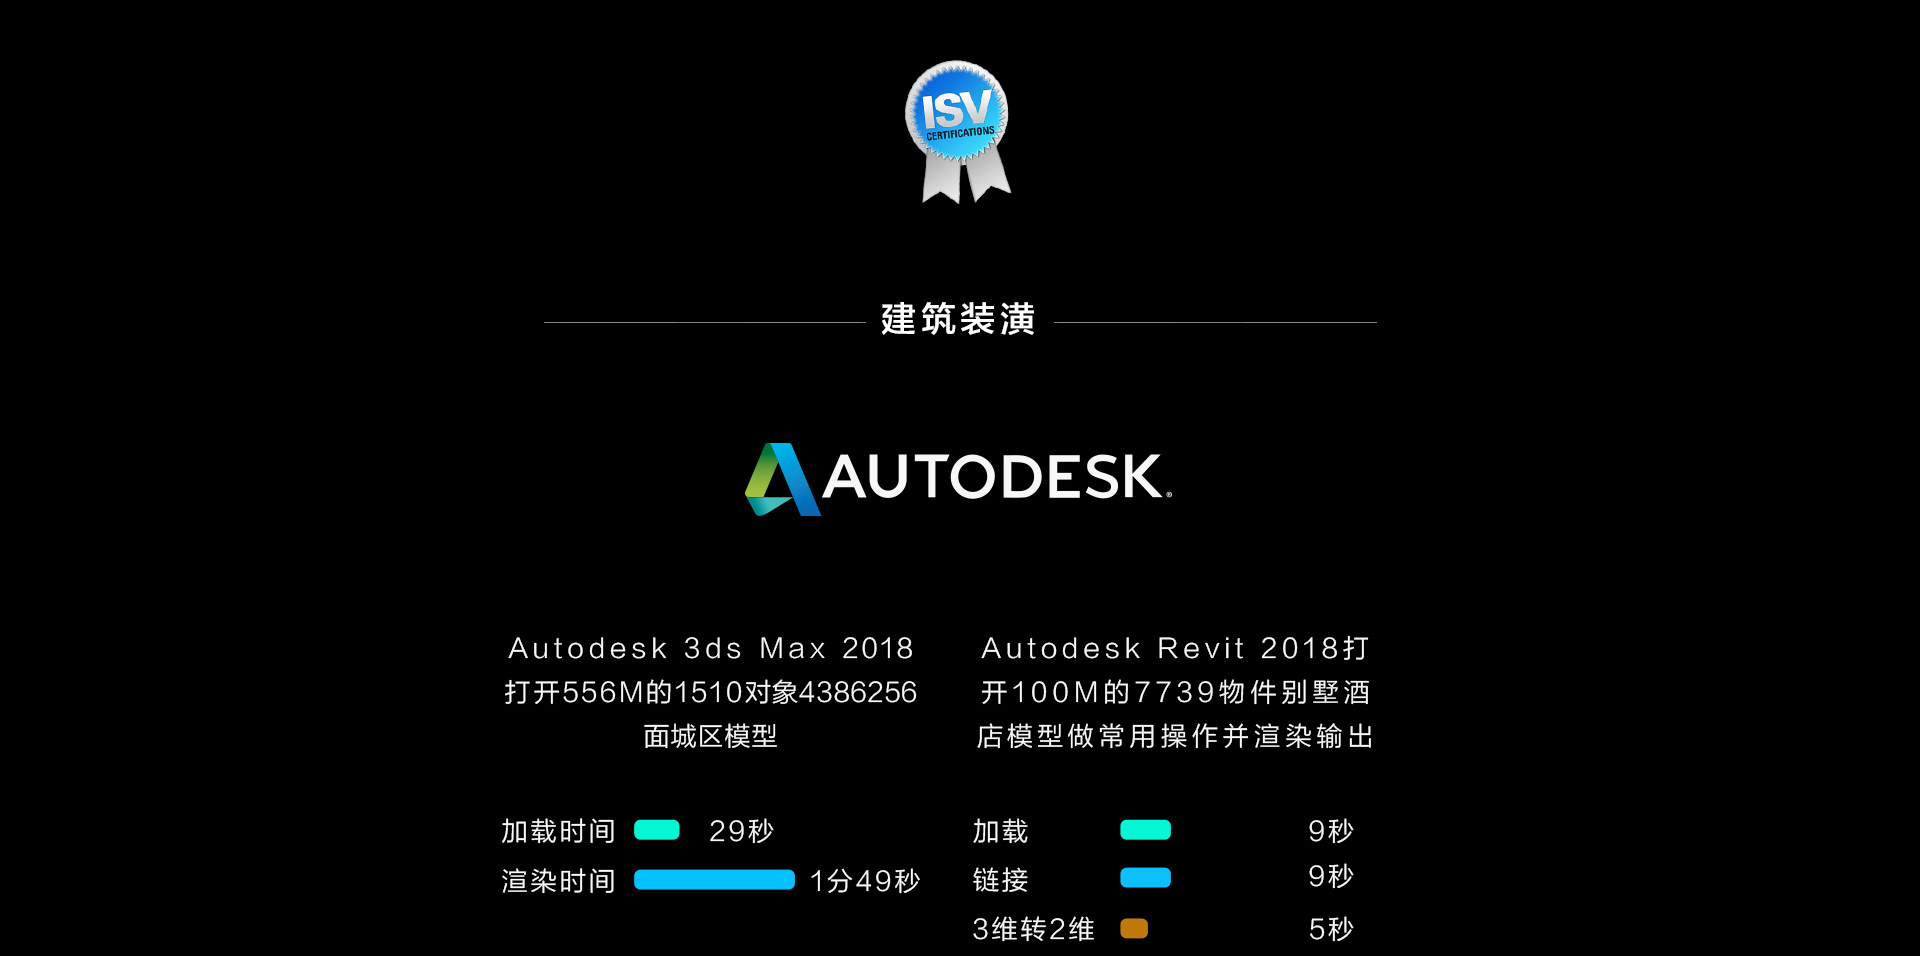 ISV
CERTIFICATIONS
建筑装潢
AUTODESK®
Autodesk 3ds Max 2018
打开556M的1510对象4386256
面城区模型
Autodesk Revit 2018打
开100M的7739物件别墅酒
店模型做常用操作并渲染输出
加载时间 29秒
渲染时间 1分49秒
加载 9秒
链接 9秒
3维转2维 5秒